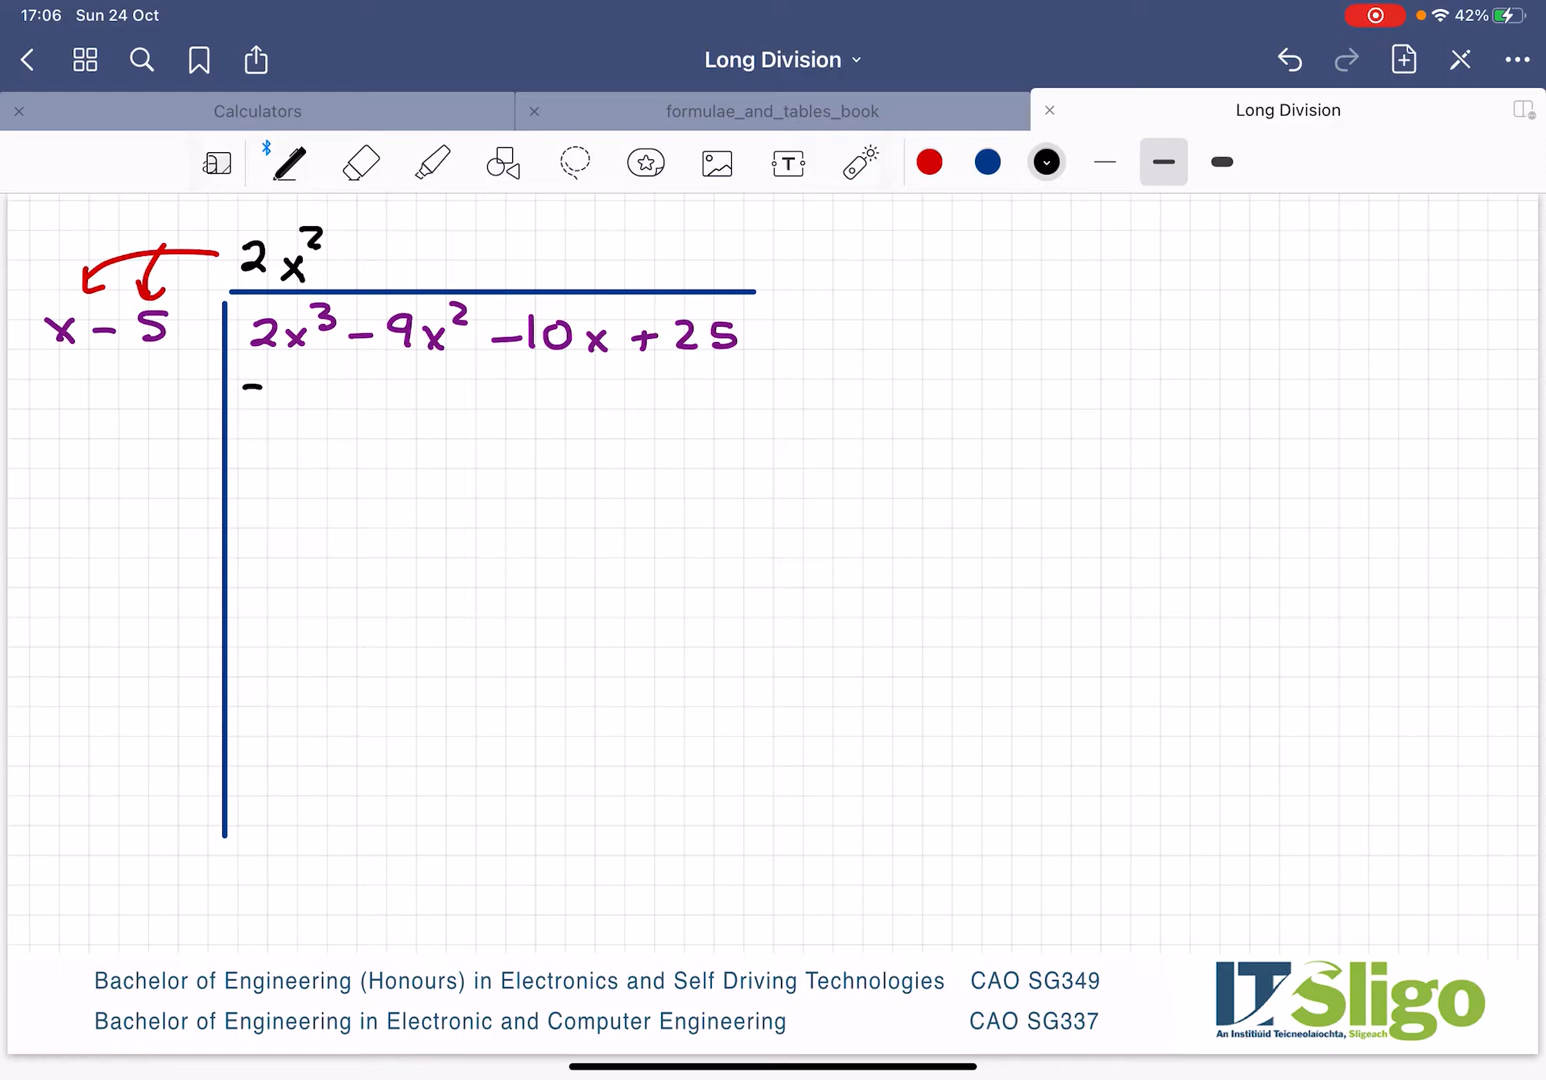 17:06 Sun 24 Oct 42%
Long Division
Calculators formulae_and_tables_book Long Division
T
2x²
x - 5 2x³ - 9x² - 10x + 25
-
Bachelor of Engineering (Honours) in Electronics and Self Driving Technologies CAO SG349
Bachelor of Engineering in Electronic and Computer Engineering CAO SG337
IT Sligo
An Institiúid Teicneolaíochta, Sligeach